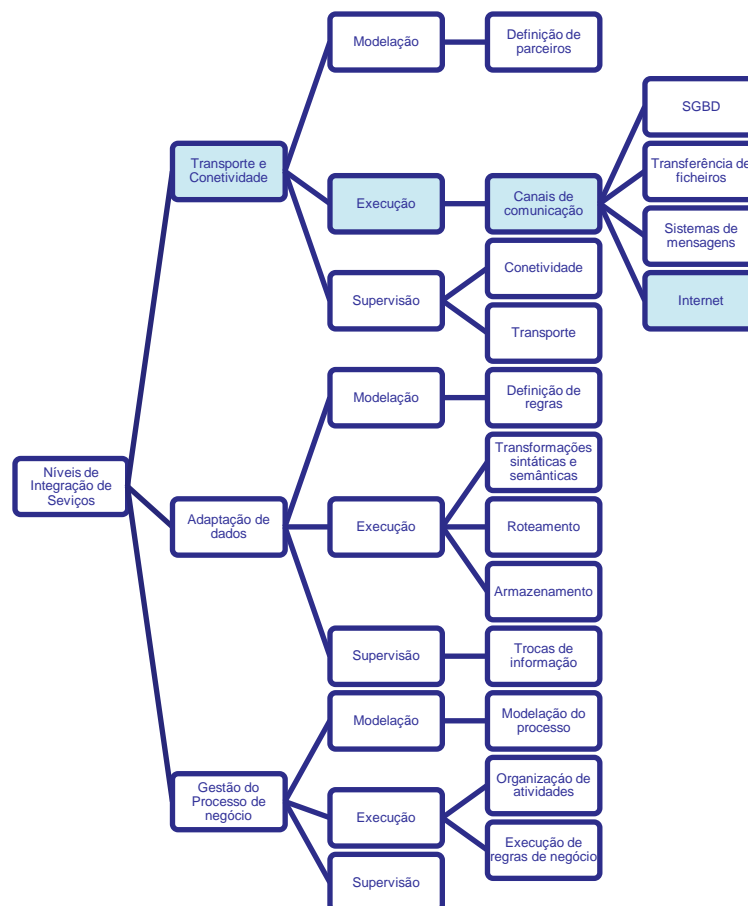 Modelação
Definição de
parceiros
SGBD
Transporte e
Conetividade
Transferência de
ficheiros
Execução
Canais de
comunicação
Sistemas de
mensagens
Conetividade
Internet
Supervisão
Transporte
Modelação
Definição de
regras
Transformações
sintáticas e
semânticas
Níveis de
Integração de
Seviços
Adaptação de
dados
Execução
Roteamento
Armazenamento
Supervisão
Trocas de
informação
Modelação
Modelação do
processo
Gestão do
Processo de
negócio
Organizaçáo de
atividades
Execução
Execução de
regras de negócio
Supervisão